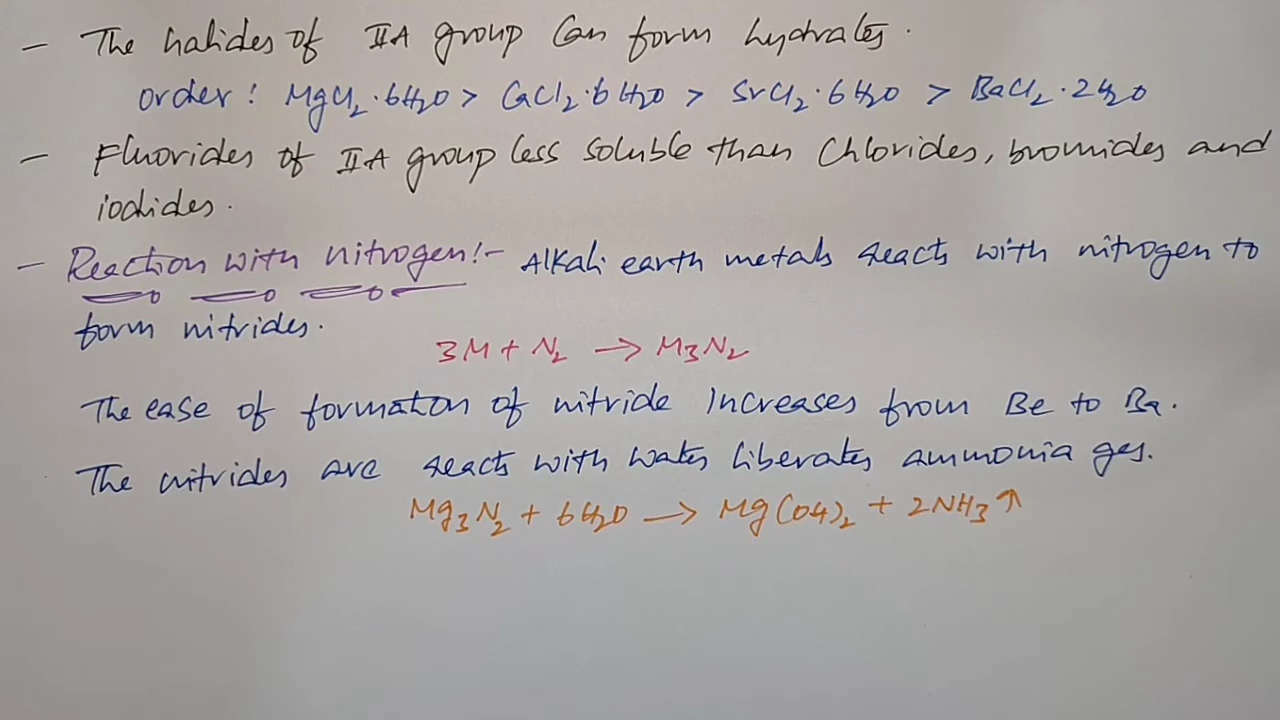 – The halides of IIA group Can form hydrates.
order: MgCl₂·6H₂O > CaCl₂·6H₂O > SrCl₂·6H₂O > BaCl₂·2H₂O
– Fluorides of IIA group less soluble than Chlorides, bromides and
iodides.
– Reaction with nitrogen:- Alkali earth metals reacts with nitrogen to
form nitrides.
3M + N₂ → M₃N₂
The ease of formation of nitride Increases from Be to Ba.
The nitrides are reacts with water liberates ammonia gas.
Mg₃N₂ + 6H₂O → Mg(OH)₂ + 2NH₃↑